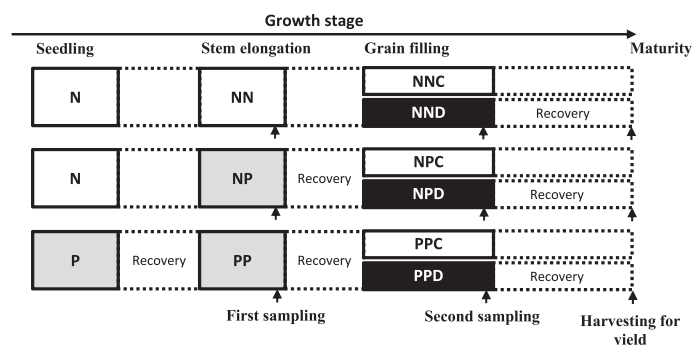 Growth stage
Seedling Stem elongation Grain filling Maturity
N NN NNC
NND Recovery
N NP Recovery NPC
NPD Recovery
P Recovery PP Recovery PPC
PPD Recovery
First sampling Second sampling Harvesting for
yield